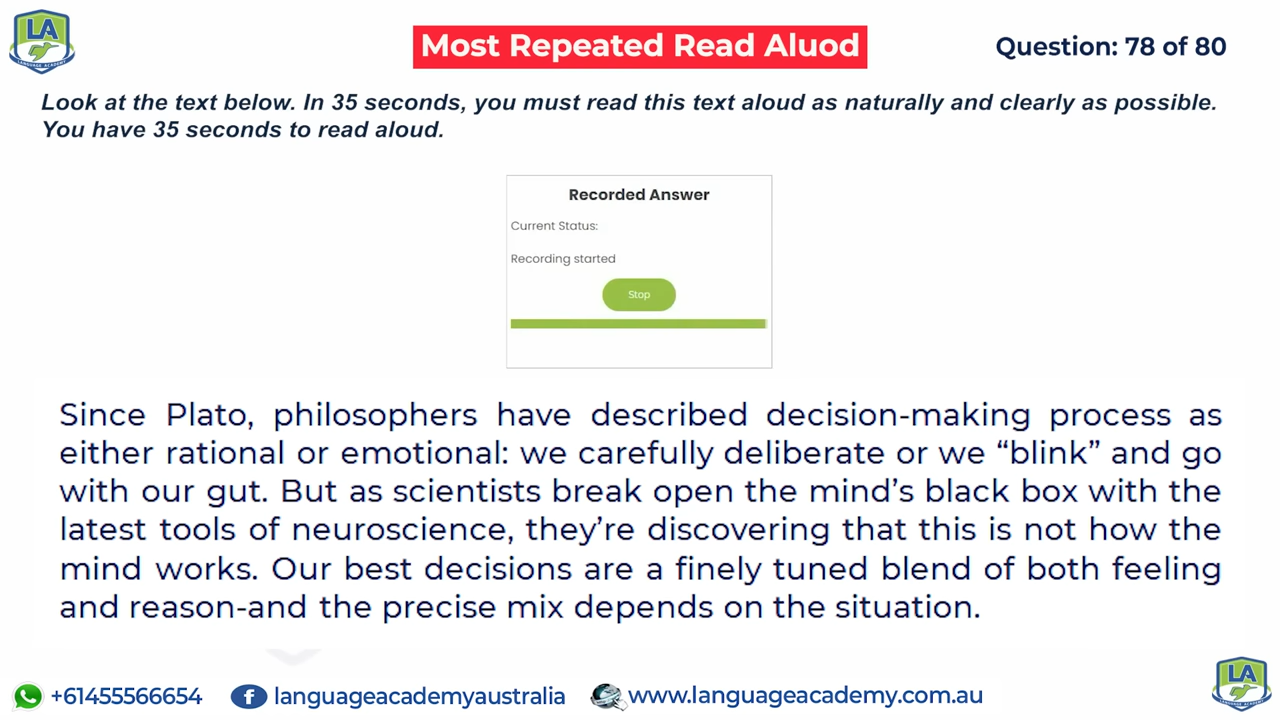 LA
LANGUAGE ACADEMY
Most Repeated Read Aluod
Question: 78 of 80
Look at the text below. In 35 seconds, you must read this text aloud as naturally and clearly as possible.
You have 35 seconds to read aloud.
Recorded Answer
Current Status:
Recording started
Stop
Since Plato, philosophers have described decision-making process as
either rational or emotional: we carefully deliberate or we “blink” and go
with our gut. But as scientists break open the mind’s black box with the
latest tools of neuroscience, they’re discovering that this is not how the
mind works. Our best decisions are a finely tuned blend of both feeling
and reason-and the precise mix depends on the situation.
+61455566654
languageacademyaustralia
www.languageacademy.com.au
LA
LANGUAGE ACADEMY